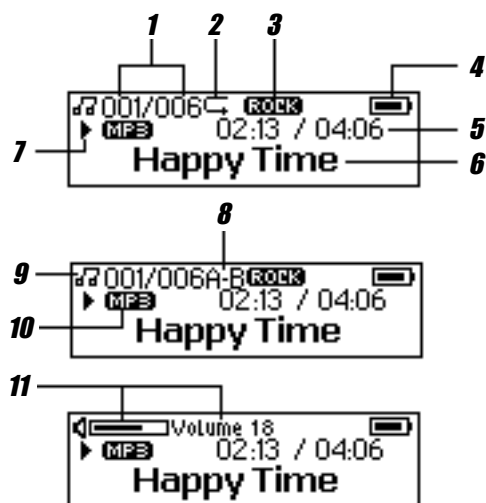 1 2 3
4
001/006 ROCK
7 MP3 02:13 / 04:06 5
Happy Time 6
8
9 001/006A-B ROCK
10 MP3 02:13 / 04:06
Happy Time
11
Volume 18
MP3 02:13 / 04:06
Happy Time